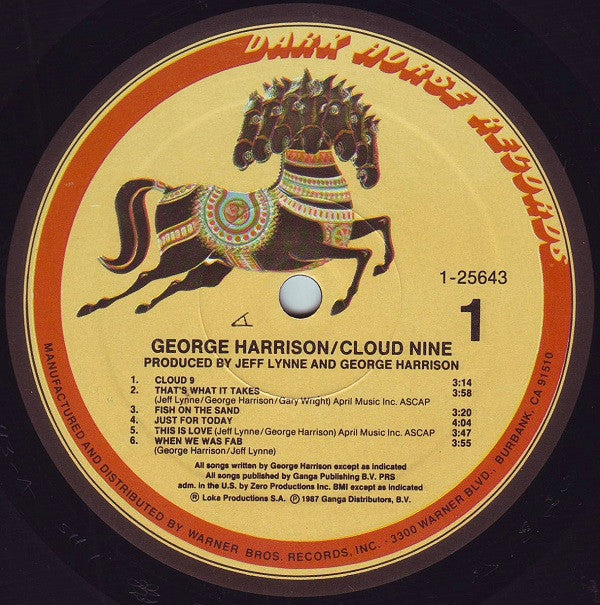 DARK HORSE RECORDS
1-25643
1
GEORGE HARRISON/CLOUD NINE
PRODUCED BY JEFF LYNNE AND GEORGE HARRISON
1. CLOUD 9 3:14
2. THAT'S WHAT IT TAKES 3:58
(Jeff Lynne/George Harrison/Gary Wright) April Music Inc. ASCAP
3. FISH ON THE SAND 3:20
4. JUST FOR TODAY 4:04
5. THIS IS LOVE (Jeff Lynne/George Harrison) April Music Inc. ASCAP 3:47
6. WHEN WE WAS FAB 3:55
(George Harrison/Jeff Lynne)
All songs written by George Harrison except as indicated
All songs published by Ganga Publishing B.V. PRS
adm. in the U.S. by Zero Productions Inc. BMI except as indicated
® Loka Productions S.A. ℗ 1987 Ganga Distributors, B.V.
MANUFACTURED AND DISTRIBUTED BY WARNER BROS. RECORDS, INC. · 3300 WARNER BLVD., BURBANK, CA 91510